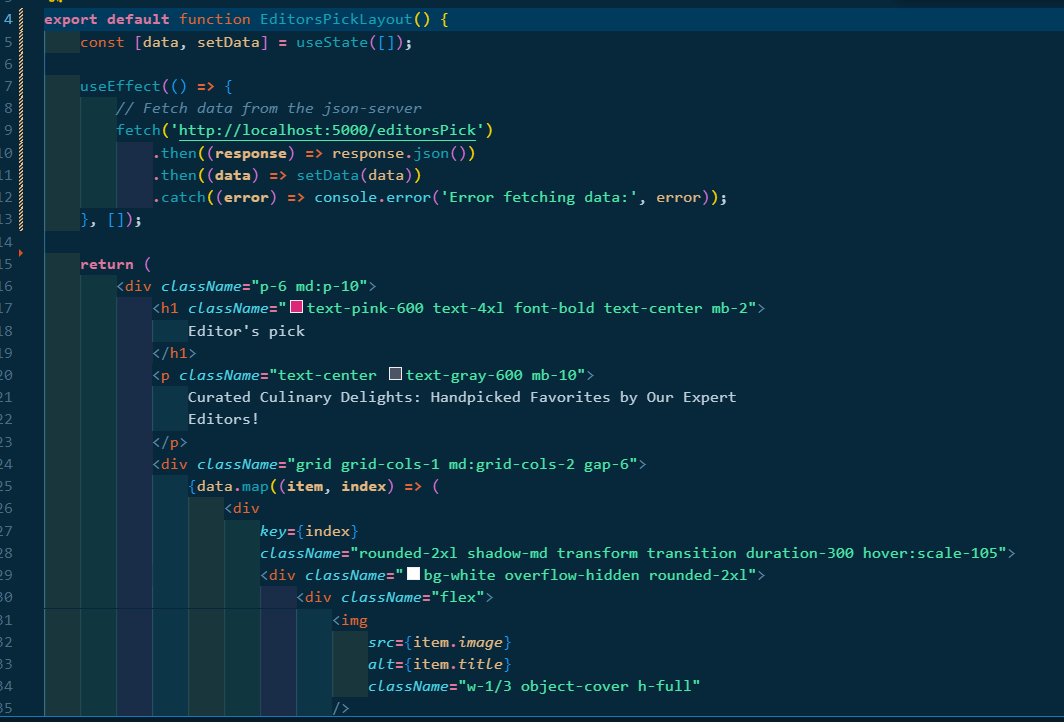 4 export default function EditorsPickLayout() {
5 const [data, setData] = useState([]);
6
7 useEffect(() => {
8 // Fetch data from the json-server
9 fetch('http://localhost:5000/editorsPick')
10 .then((response) => response.json())
11 .then((data) => setData(data))
12 .catch((error) => console.error('Error fetching data:', error));
13 }, []);
14
15 return (
16 <div className="p-6 md:p-10">
17 <h1 className="text-pink-600 text-4xl font-bold text-center mb-2">
18 Editor's pick
19 </h1>
20 <p className="text-center text-gray-600 mb-10">
21 Curated Culinary Delights: Handpicked Favorites by Our Expert
22 Editors!
23 </p>
24 <div className="grid grid-cols-1 md:grid-cols-2 gap-6">
25 {data.map((item, index) => (
26 <div
27 key={index}
28 className="rounded-2xl shadow-md transform transition duration-300 hover:scale-105">
29 <div className="bg-white overflow-hidden rounded-2xl">
30 <div className="flex">
31 <img
32 src={item.image}
33 alt={item.title}
34 className="w-1/3 object-cover h-full"
35 />